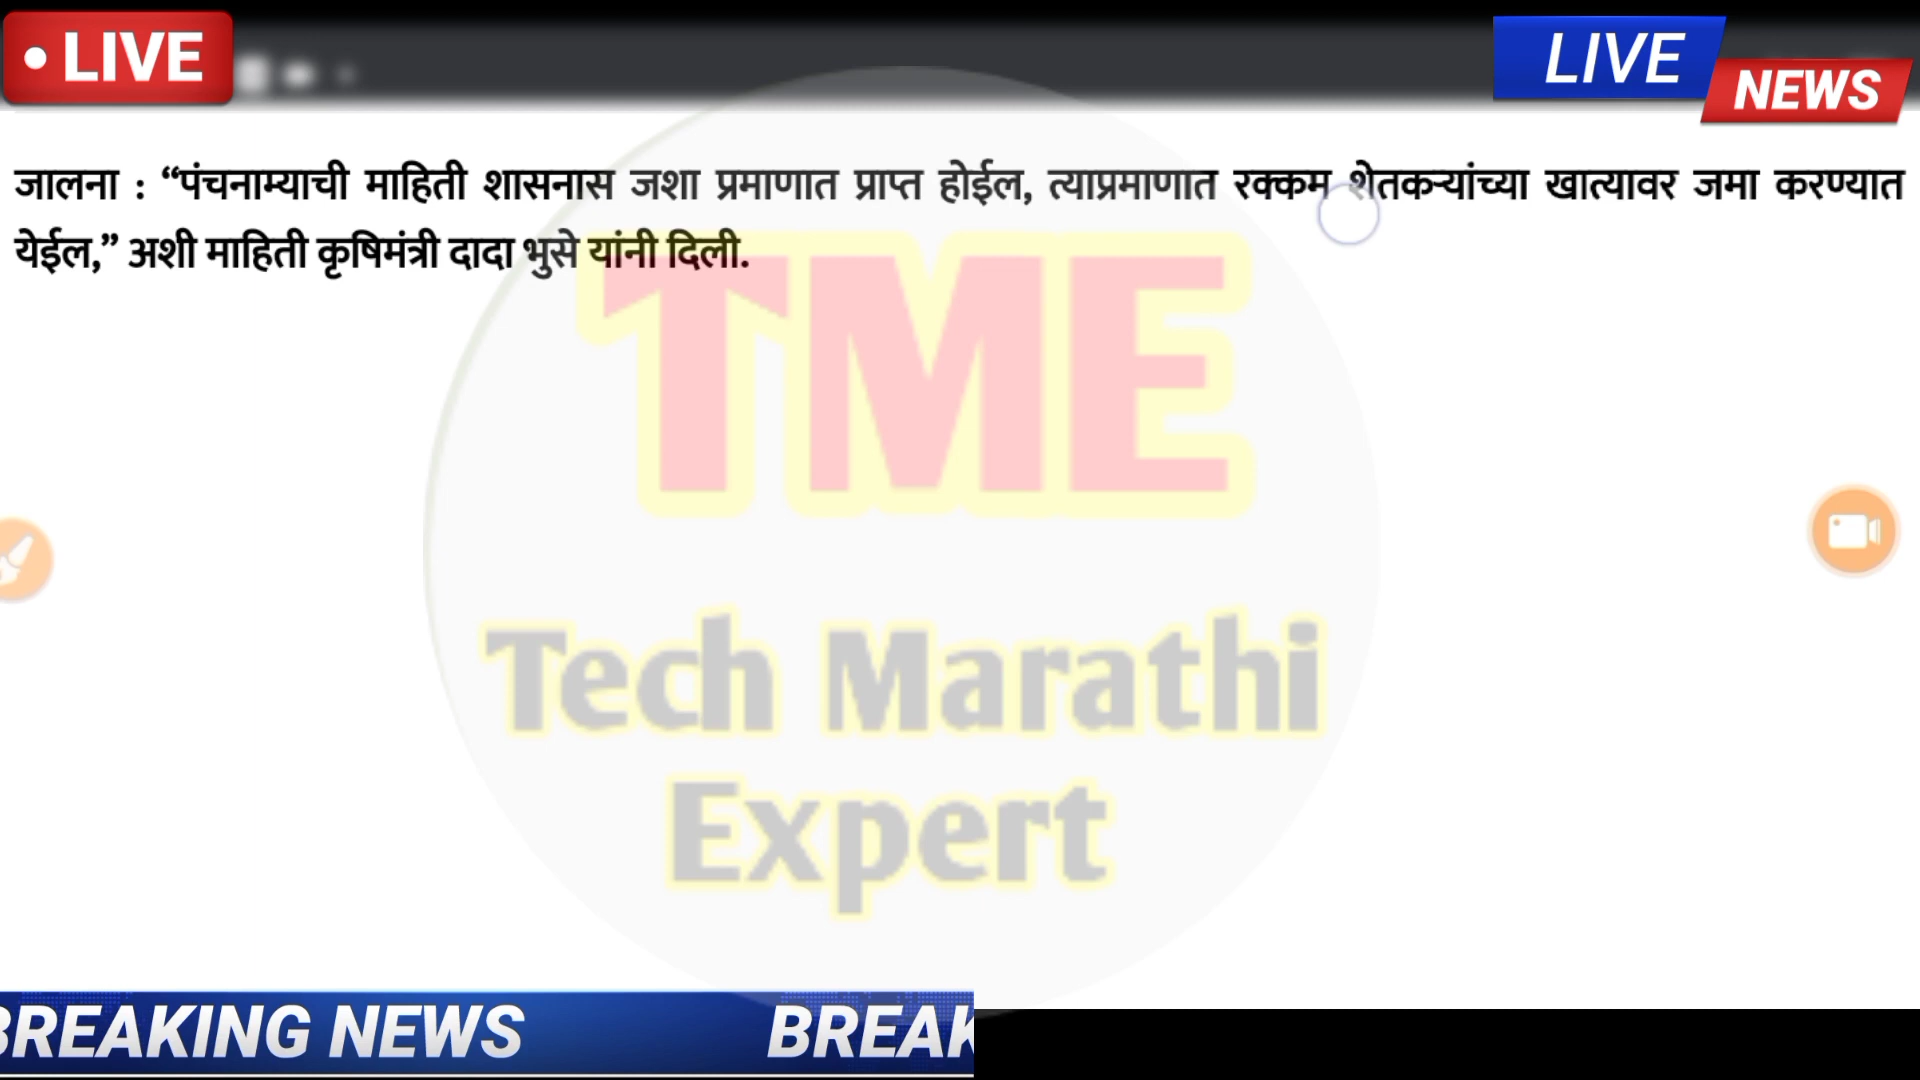 • LIVE
LIVE
NEWS
जालना : “पंचनाम्याची माहिती शासनास जशा प्रमाणात प्राप्त होईल, त्याप्रमाणात रक्कम शेतकऱ्यांच्या खात्यावर जमा करण्यात
येईल,” अशी माहिती कृषिमंत्री दादा भुसे यांनी दिली.
TME
Tech Marathi
Expert
BREAKING NEWS BREAK